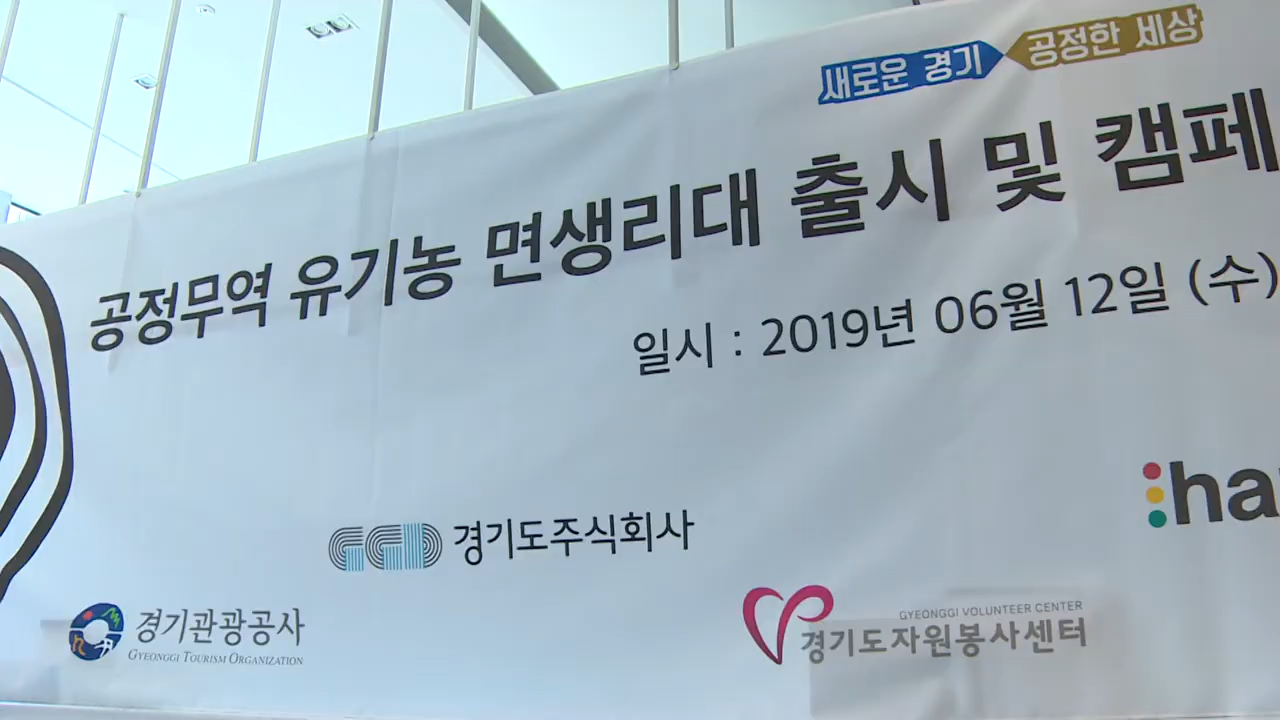 새로운 경기 공정한 세상
공정무역 유기농 면생리대 출시 및 캠페
일시 : 2019년 06월 12일 (수)
ha
GGD 경기도주식회사
경기관광공사
GYEONGGI TOURISM ORGANIZATION
GYEONGGI VOLUNTEER CENTER
경기도자원봉사센터